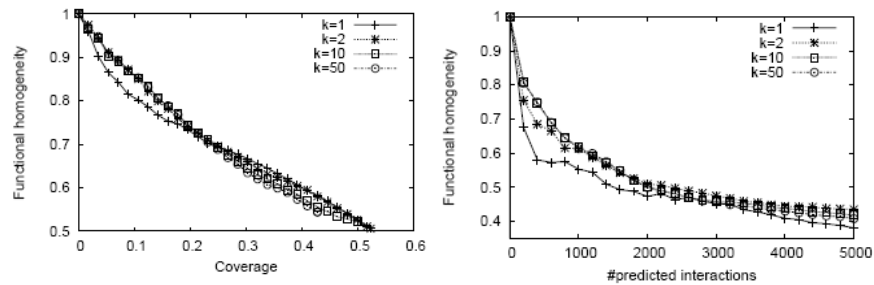 Functional homogeneity
1
0.9
0.8
0.7
0.6
0.5
k=1
k=2
k=10
k=50
0 0.1 0.2 0.3 0.4 0.5 0.6
Coverage
Functional homogeneity
1
0.9
0.8
0.7
0.6
0.5
0.4
k=1
k=2
k=10
k=50
0 1000 2000 3000 4000 5000
#predicted interactions